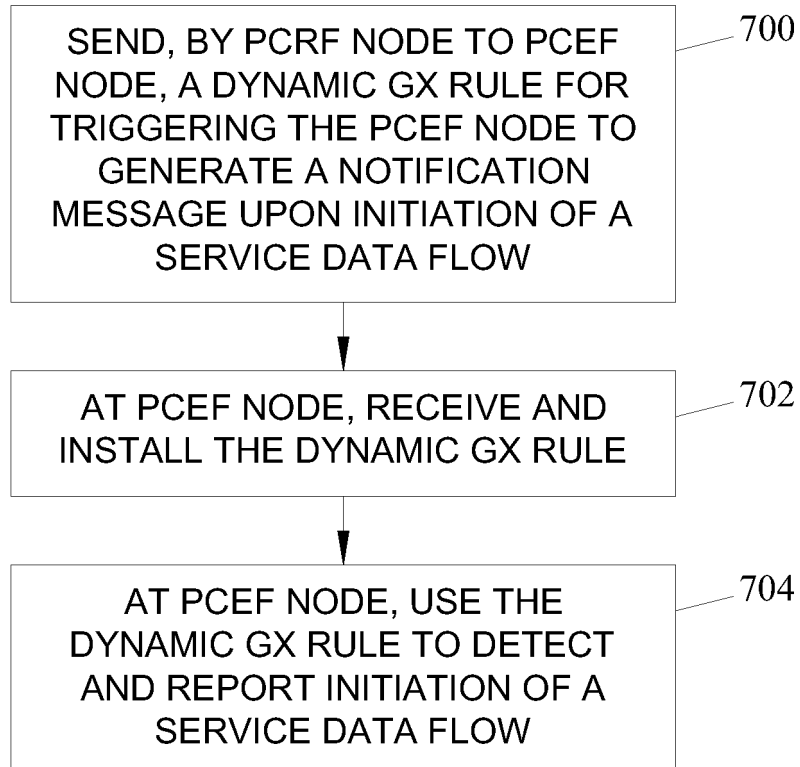 SEND, BY PCRF NODE TO PCEF
NODE, A DYNAMIC GX RULE FOR
TRIGGERING THE PCEF NODE TO
GENERATE A NOTIFICATION
MESSAGE UPON INITIATION OF A
SERVICE DATA FLOW
700
AT PCEF NODE, RECEIVE AND
INSTALL THE DYNAMIC GX RULE
702
AT PCEF NODE, USE THE
DYNAMIC GX RULE TO DETECT
AND REPORT INITIATION OF A
SERVICE DATA FLOW
704